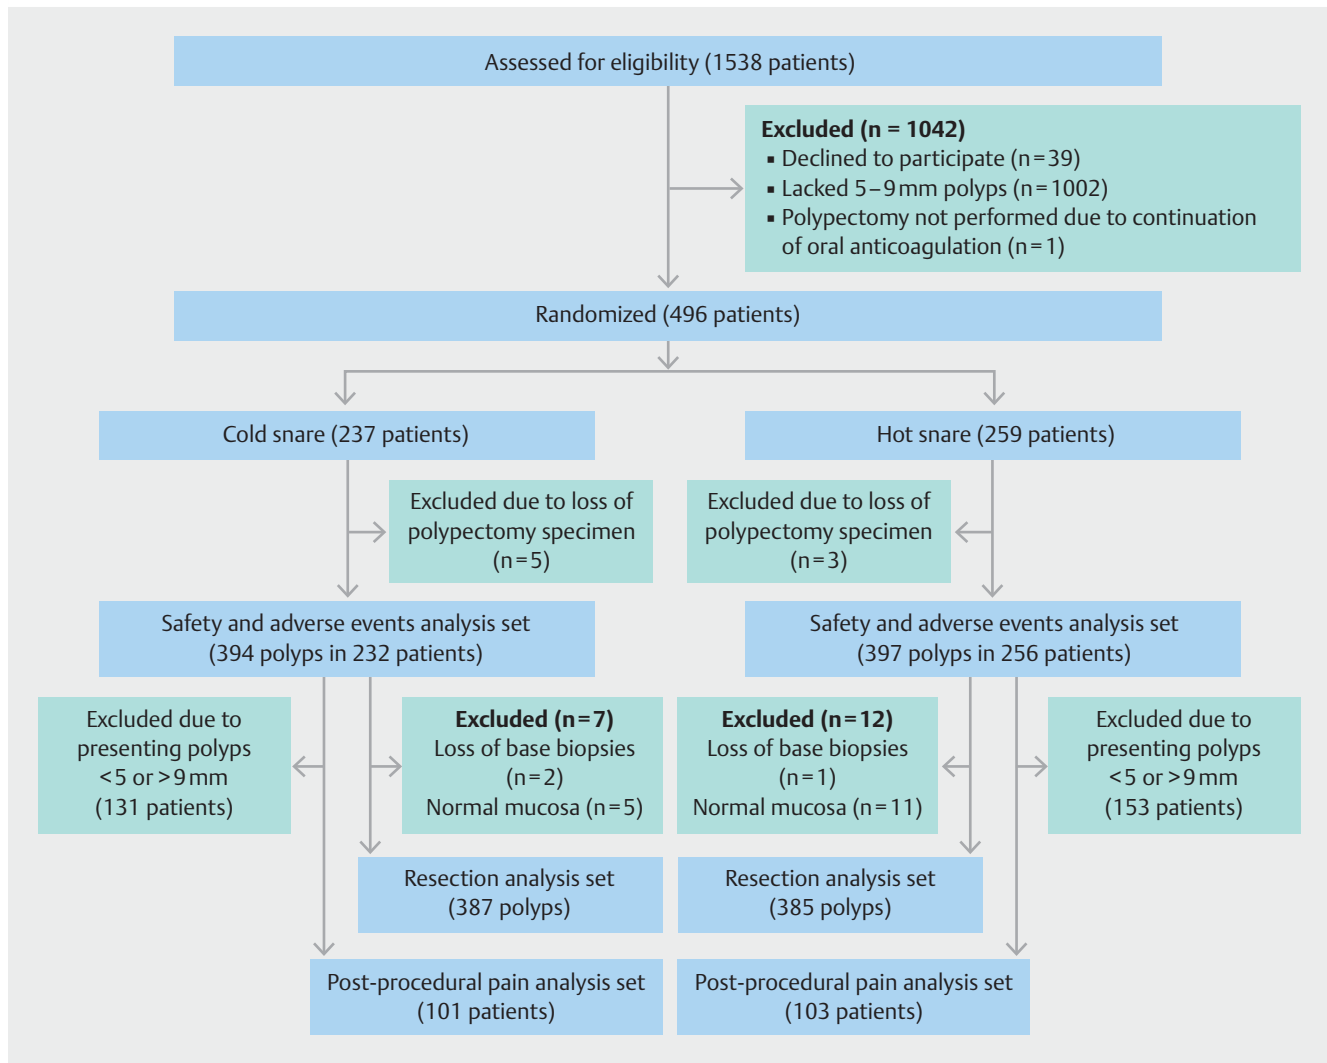 Assessed for eligibility (1538 patients)
Excluded (n = 1042)
▪ Declined to participate (n=39)
▪ Lacked 5–9mm polyps (n=1002)
▪ Polypectomy not performed due to continuation
of oral anticoagulation (n=1)
Randomized (496 patients)
Cold snare (237 patients)
Hot snare (259 patients)
Excluded due to loss of
polypectomy specimen
(n=5)
Excluded due to loss of
polypectomy specimen
(n=3)
Safety and adverse events analysis set
(394 polyps in 232 patients)
Safety and adverse events analysis set
(397 polyps in 256 patients)
Excluded due to
presenting polyps
<5 or >9mm
(131 patients)
Excluded (n=7)
Loss of base biopsies
(n=2)
Normal mucosa (n=5)
Excluded (n=12)
Loss of base biopsies
(n=1)
Normal mucosa (n=11)
Excluded due to
presenting polyps
<5 or >9mm
(153 patients)
Resection analysis set
(387 polyps)
Resection analysis set
(385 polyps)
Post-procedural pain analysis set
(101 patients)
Post-procedural pain analysis set
(103 patients)